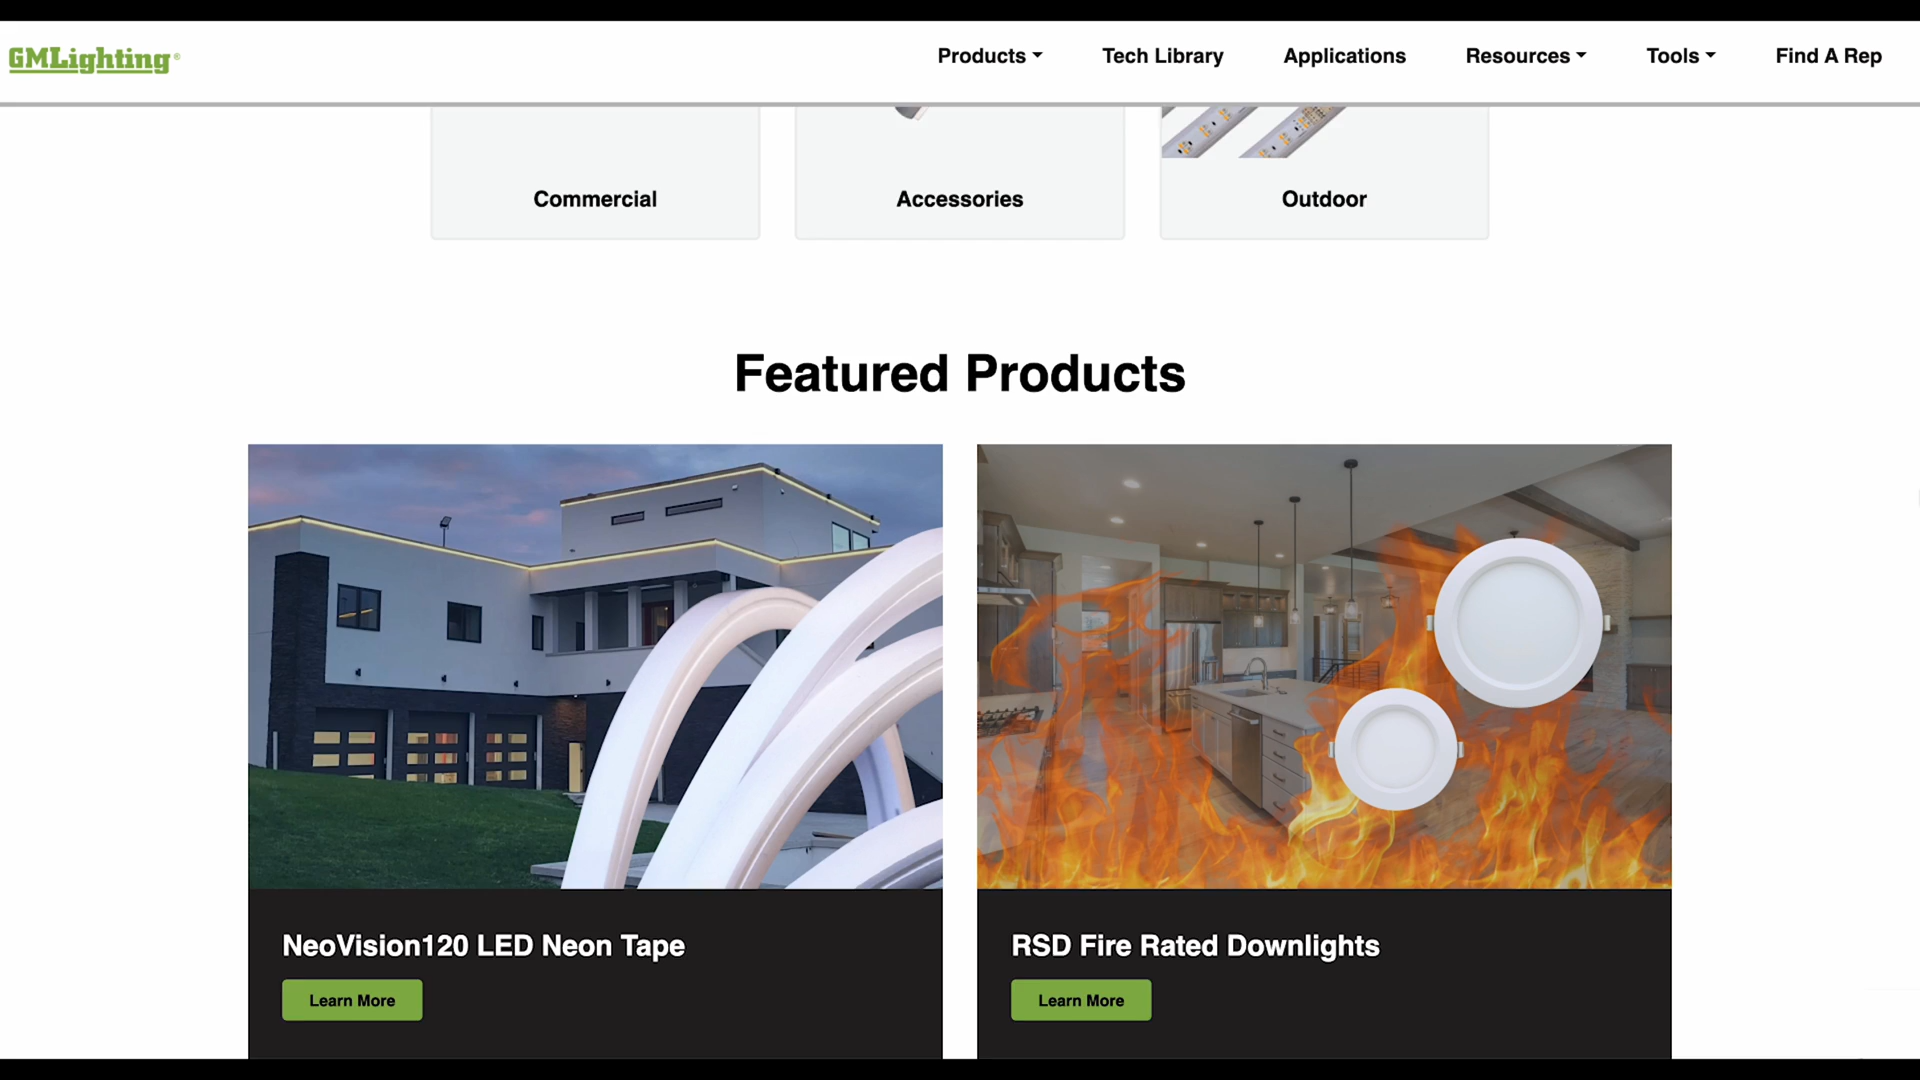 GMLighting®
Products
Tech Library
Applications
Resources
Tools
Find A Rep
Commercial
Accessories
Outdoor
Featured Products
NeoVision120 LED Neon Tape
Learn More
RSD Fire Rated Downlights
Learn More